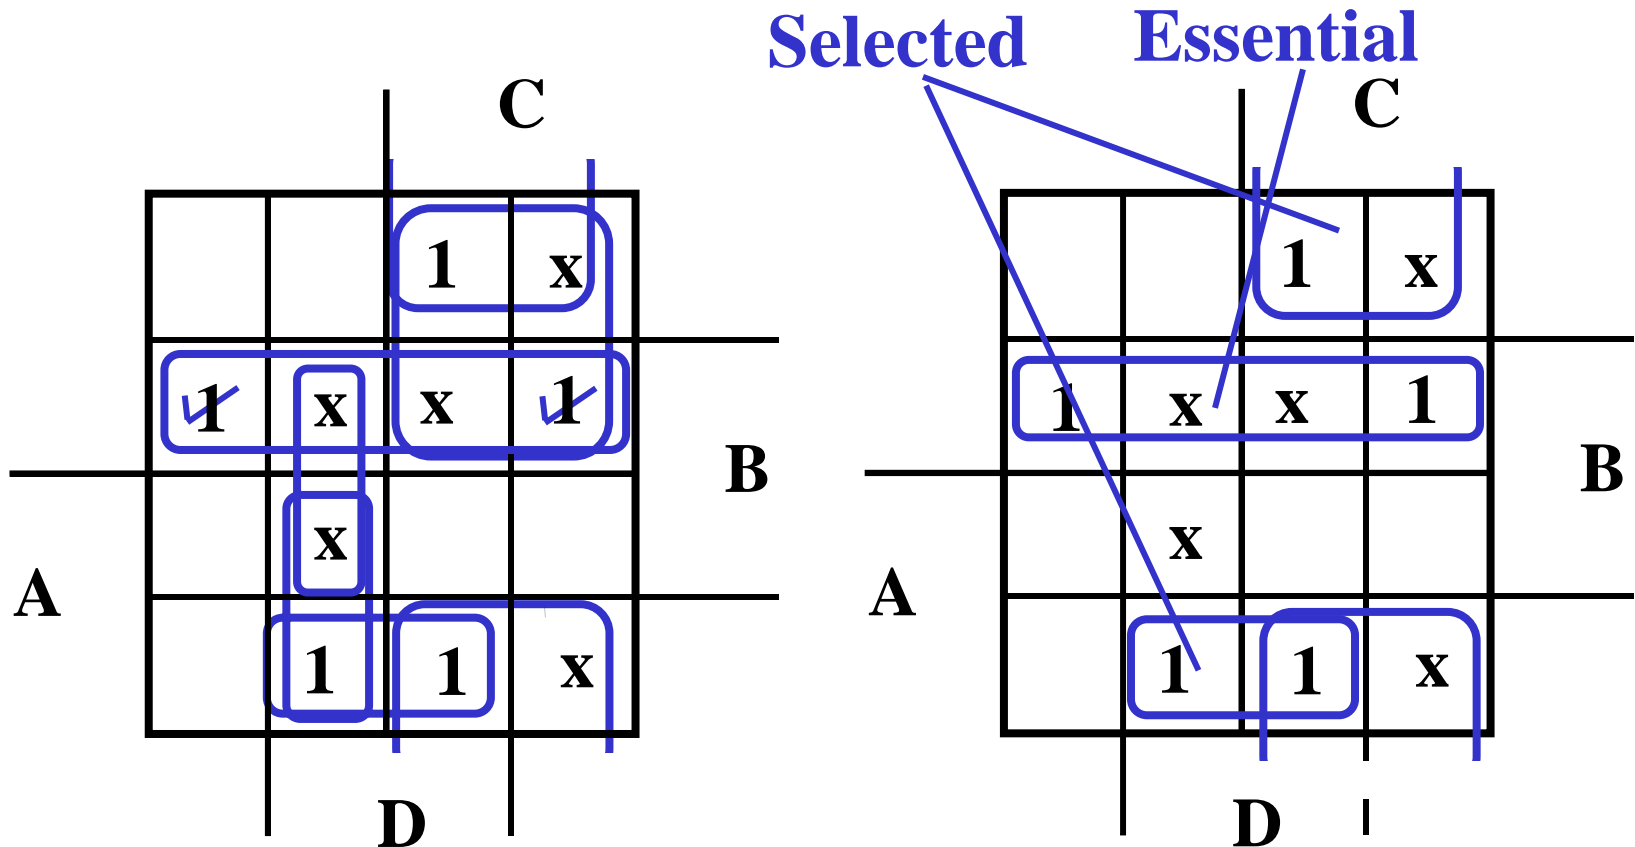 Selected Essential
C C
1 x 1 x
1 x x 1 1 x x 1
B B
x x
A A
1 1 x 1 1 x
D D